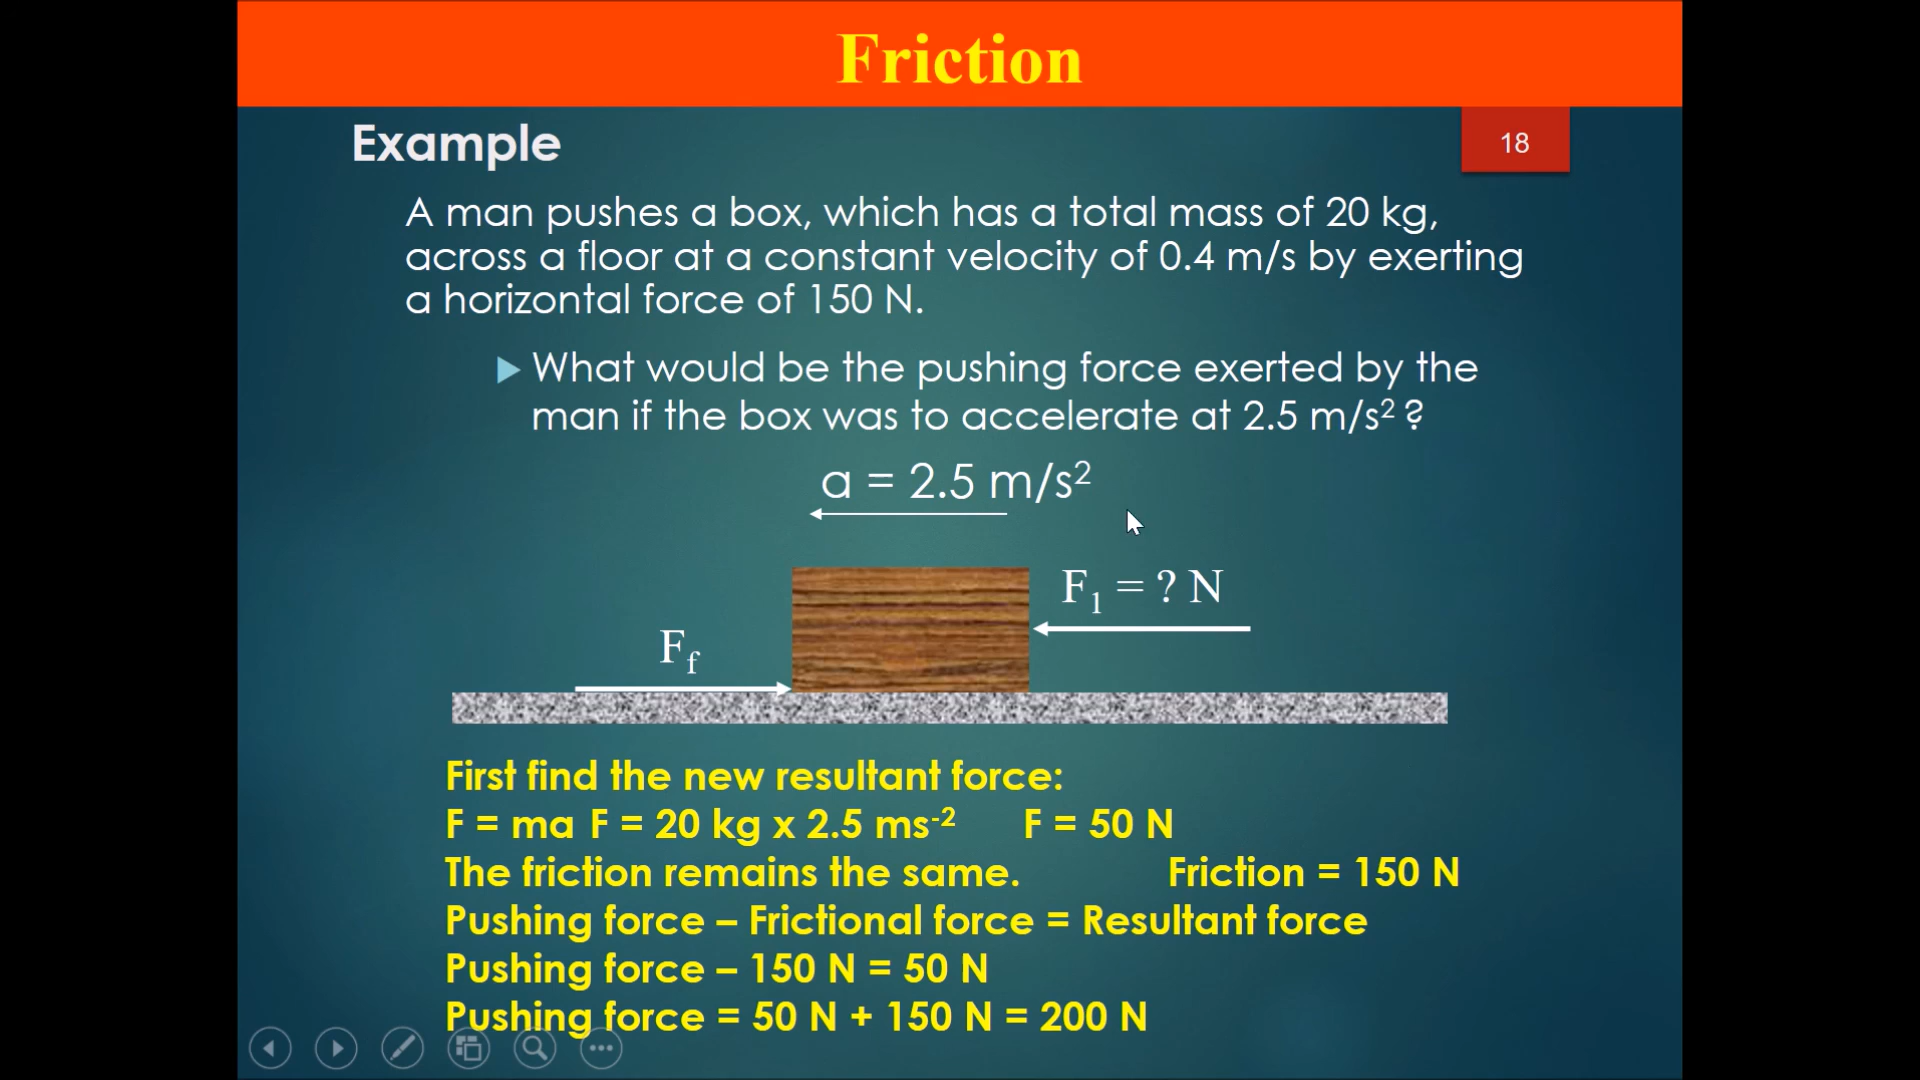 Friction
Example
18
A man pushes a box, which has a total mass of 20 kg,
across a floor at a constant velocity of 0.4 m/s by exerting
a horizontal force of 150 N.
What would be the pushing force exerted by the
man if the box was to accelerate at 2.5 m/s² ?
a = 2.5 m/s²
F₁ = ? N
F_f
First find the new resultant force:
F = ma F = 20 kg x 2.5 ms⁻² F = 50 N
The friction remains the same. Friction = 150 N
Pushing force – Frictional force = Resultant force
Pushing force – 150 N = 50 N
Pushing force = 50 N + 150 N = 200 N